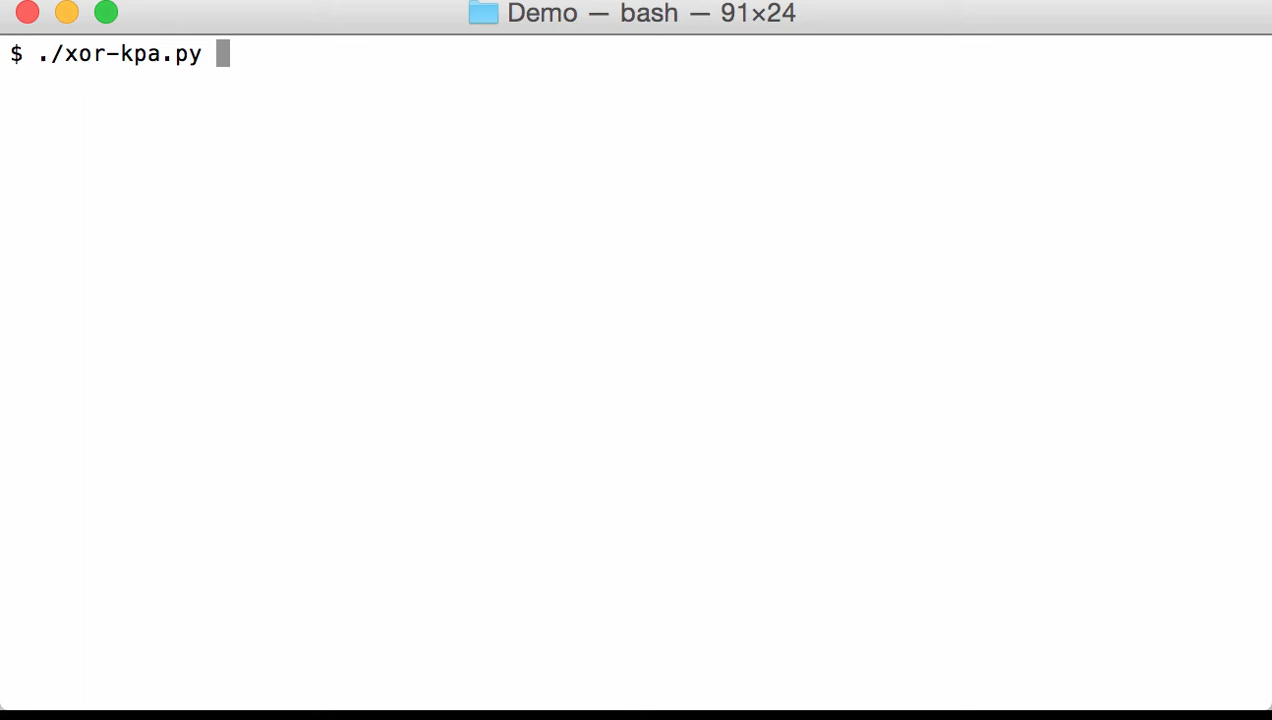 Demo — bash — 91×24
$ ./xor-kpa.py